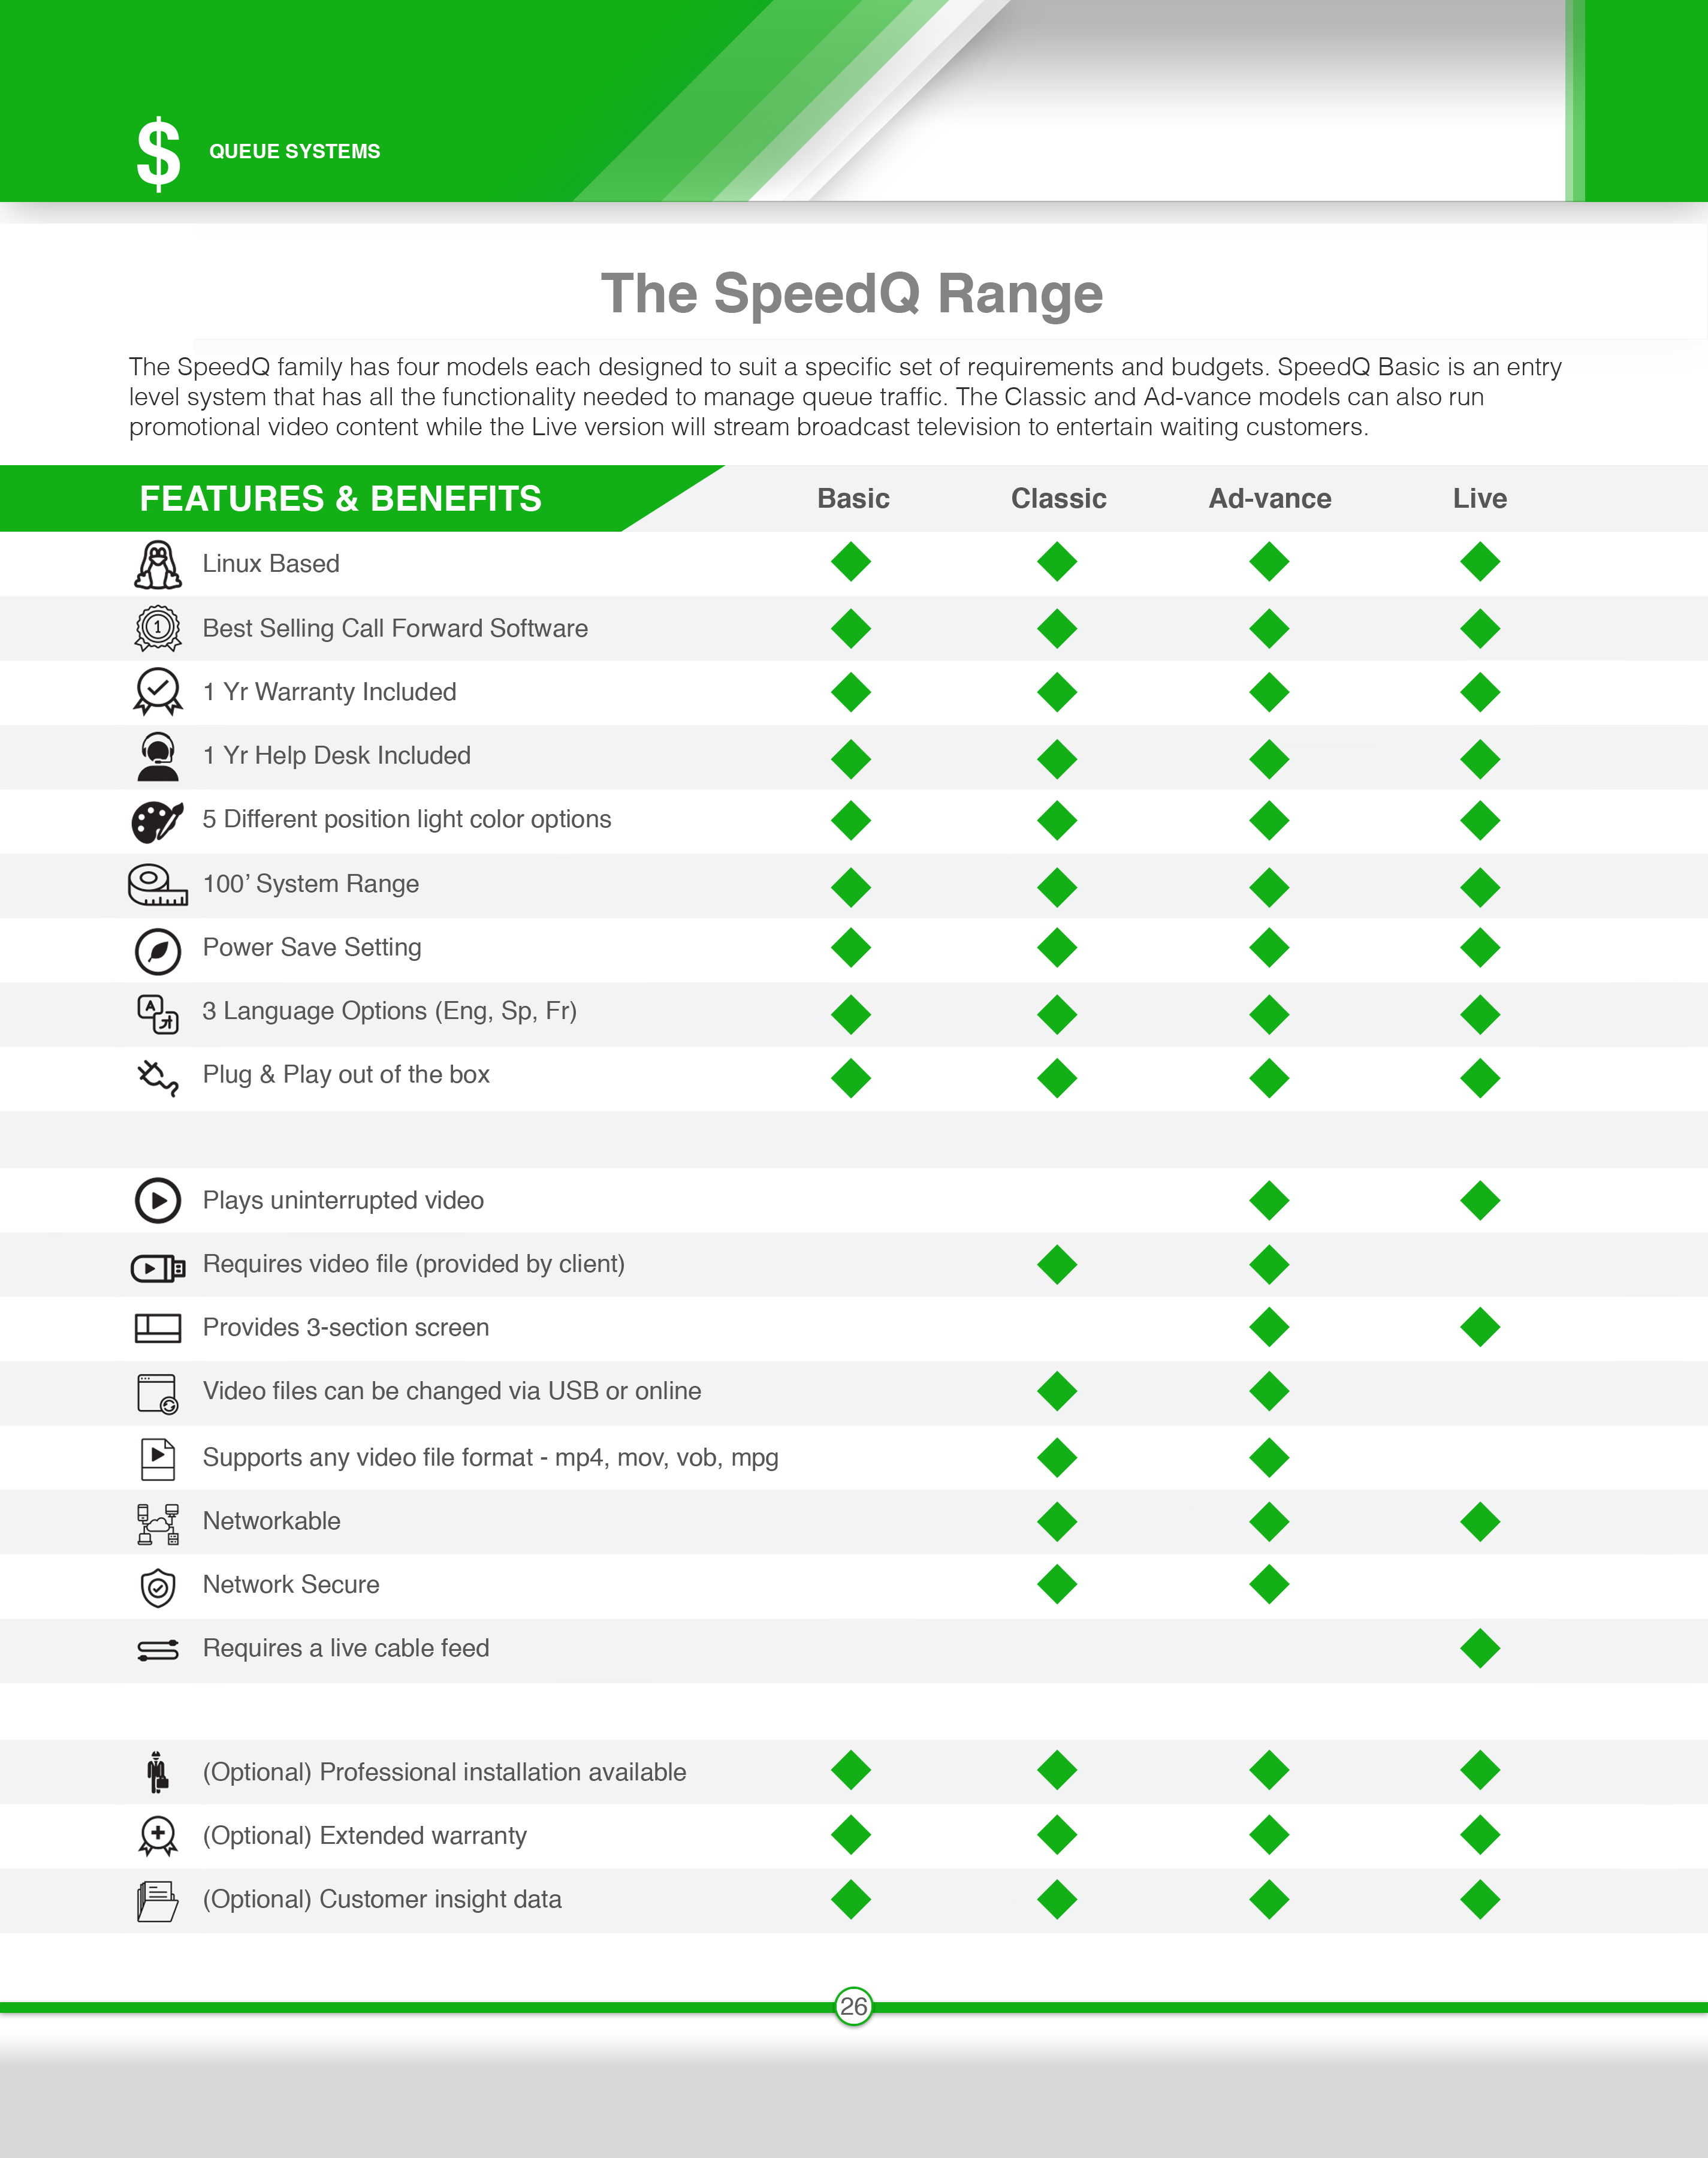 $ QUEUE SYSTEMS
The SpeedQ Range
The SpeedQ family has four models each designed to suit a specific set of requirements and budgets. SpeedQ Basic is an entry
level system that has all the functionality needed to manage queue traffic. The Classic and Ad-vance models can also run
promotional video content while the Live version will stream broadcast television to entertain waiting customers.
FEATURES & BENEFITS Basic Classic Ad-vance Live
Linux Based
1 Best Selling Call Forward Software
1 Yr Warranty Included
1 Yr Help Desk Included
5 Different position light color options
100’ System Range
Power Save Setting
A 3 Language Options (Eng, Sp, Fr)
Plug & Play out of the box
Plays uninterrupted video
Requires video file (provided by client)
Provides 3-section screen
Video files can be changed via USB or online
Supports any video file format - mp4, mov, vob, mpg
Networkable
Network Secure
Requires a live cable feed
(Optional) Professional installation available
(Optional) Extended warranty
(Optional) Customer insight data
26